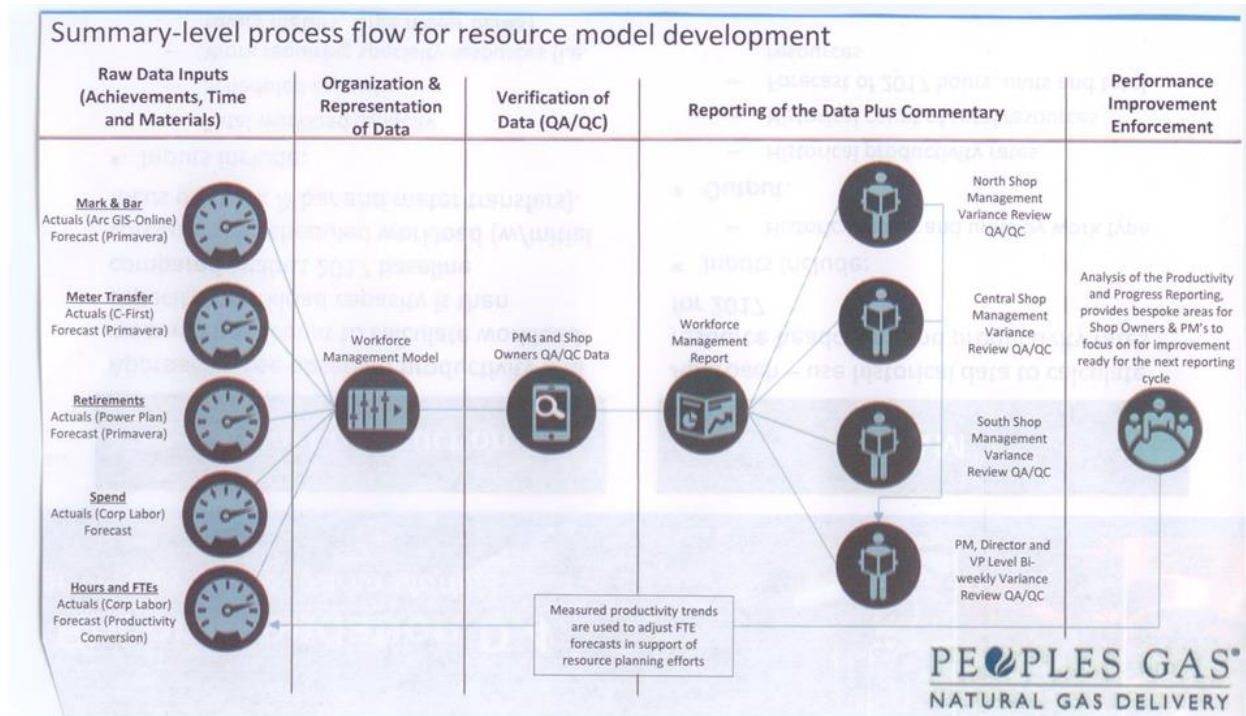 Summary-level process flow for resource model development
Raw Data Inputs
(Achievements, Time
and Materials)
Organization &
Representation
of Data
Verification of
Data (QA/QC)
Reporting of the Data Plus Commentary
Performance
Improvement
Enforcement
Mark & Bar
Actuals (Arc GIS-Online)
Forecast (Primavera)
Meter Transfer
Actuals (C-First)
Forecast (Primavera)
Retirements
Actuals (Power Plan)
Forecast (Primavera)
Spend
Actuals (Corp Labor)
Forecast
Hours and FTEs
Actuals (Corp Labor)
Forecast (Productivity
Conversion)
Workforce
Management Model
PMs and Shop
Owners QA/QC Data
Workforce
Management
Report
North Shop
Management
Variance Review
QA/QC
Central Shop
Management
Variance
Review QA/QC
South Shop
Management
Variance
Review QA/QC
PM, Director and
VP Level Bi-
weekly Variance
Review QA/QC
Analysis of the Productivity
and Progress Reporting,
provides bespoke areas for
Shop Owners & PM's to
action for improvement
ready for the next reporting
cycle
Measured productivity trends
are used to adjust FTE
forecasts in support of
resource planning efforts
PEOPLES GAS®
NATURAL GAS DELIVERY